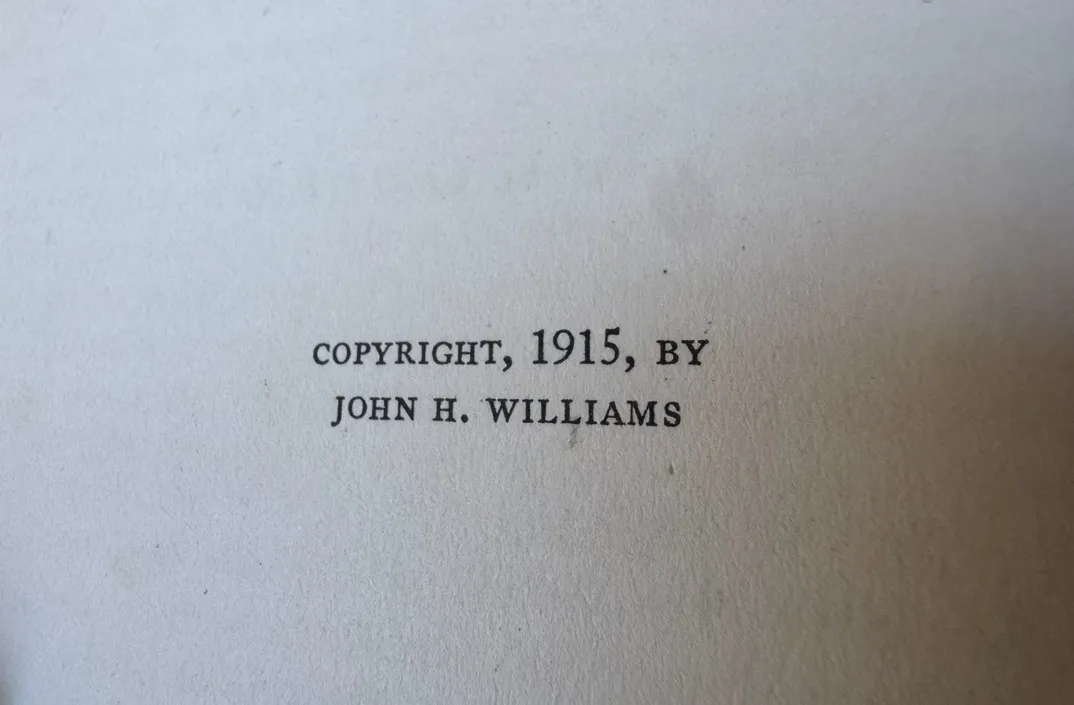 COPYRIGHT, 1915, BY
JOHN H. WILLIAMS